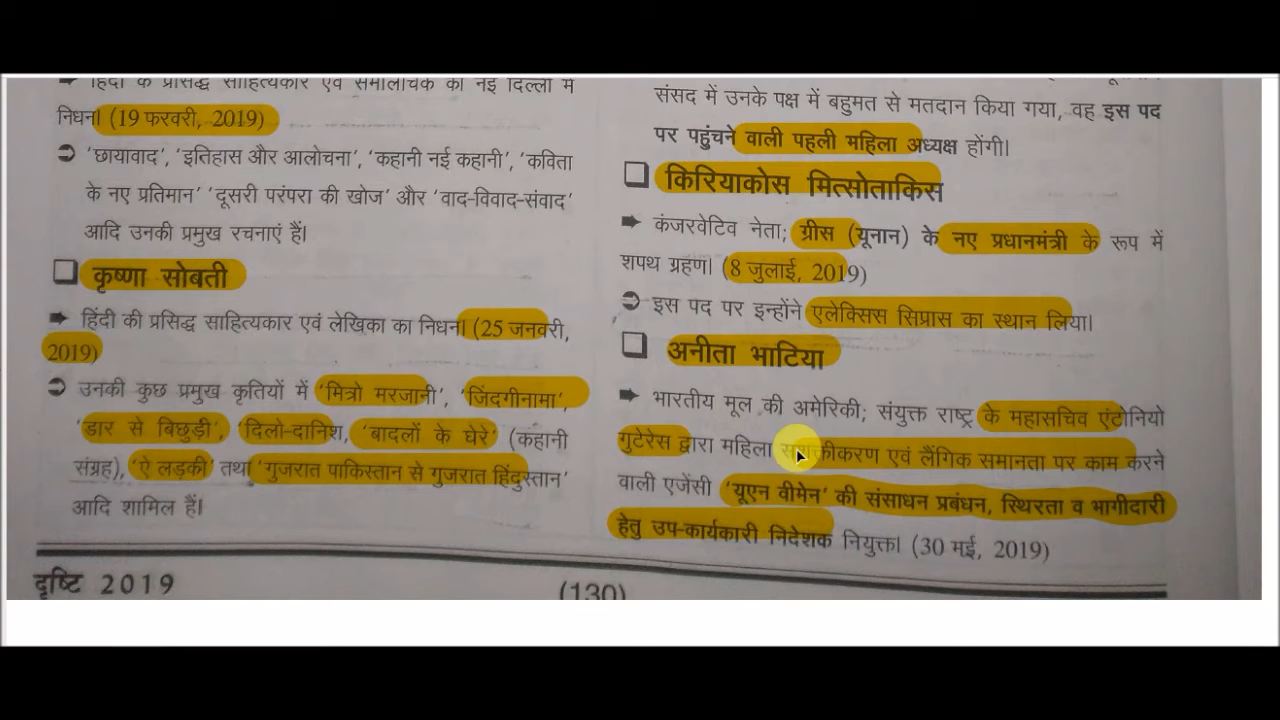 हिंदी के प्रसिद्ध साहित्यकार एवं समालोचक का नई दिल्ली में
निधन। (19 फरवरी, 2019)
'छायावाद', 'इतिहास और आलोचना', 'कहानी नई कहानी', 'कविता
के नए प्रतिमान' 'दूसरी परंपरा की खोज' और 'वाद-विवाद-संवाद'
आदि उनकी प्रमुख रचनाएं हैं।
कृष्णा सोबती
हिंदी की प्रसिद्ध साहित्यकार एवं लेखिका का निधन। (25 जनवरी,
2019)
उनकी कुछ प्रमुख कृतियों में 'मित्रो मरजानी', 'जिंदगीनामा',
'डार से बिछुड़ी', 'दिलो-दानिश, 'बादलों के घेरे' (कहानी
संग्रह), 'ऐ लड़की' तथा 'गुजरात पाकिस्तान से गुजरात हिंदुस्तान'
आदि शामिल हैं।
दृष्टि 2019
(130)
संसद में उनके पक्ष में बहुमत से मतदान किया गया, वह इस पद
पर पहुंचने वाली पहली महिला अध्यक्ष होंगी।
किरियाकोस मित्सोताकिस
कंजरवेटिव नेता; ग्रीस (यूनान) के नए प्रधानमंत्री के रूप में
शपथ ग्रहण। (8 जुलाई, 2019)
इस पद पर इन्होंने एलेक्सिस सिप्रास का स्थान लिया।
अनीता भाटिया
भारतीय मूल की अमेरिकी; संयुक्त राष्ट्र के महासचिव एंटोनियो
गुटेरेस द्वारा महिला सशक्तीकरण एवं लैंगिक समानता पर काम करने
वाली एजेंसी 'यूएन वीमेन' की संसाधन प्रबंधन, स्थिरता व भागीदारी
हेतु उप-कार्यकारी निदेशक नियुक्त। (30 मई, 2019)